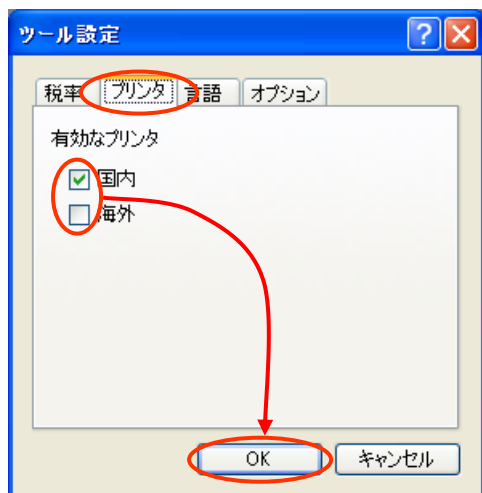 ツール設定
税率 プリンタ 言語 オプション
有効なプリンタ
国内
海外
OK キャンセル